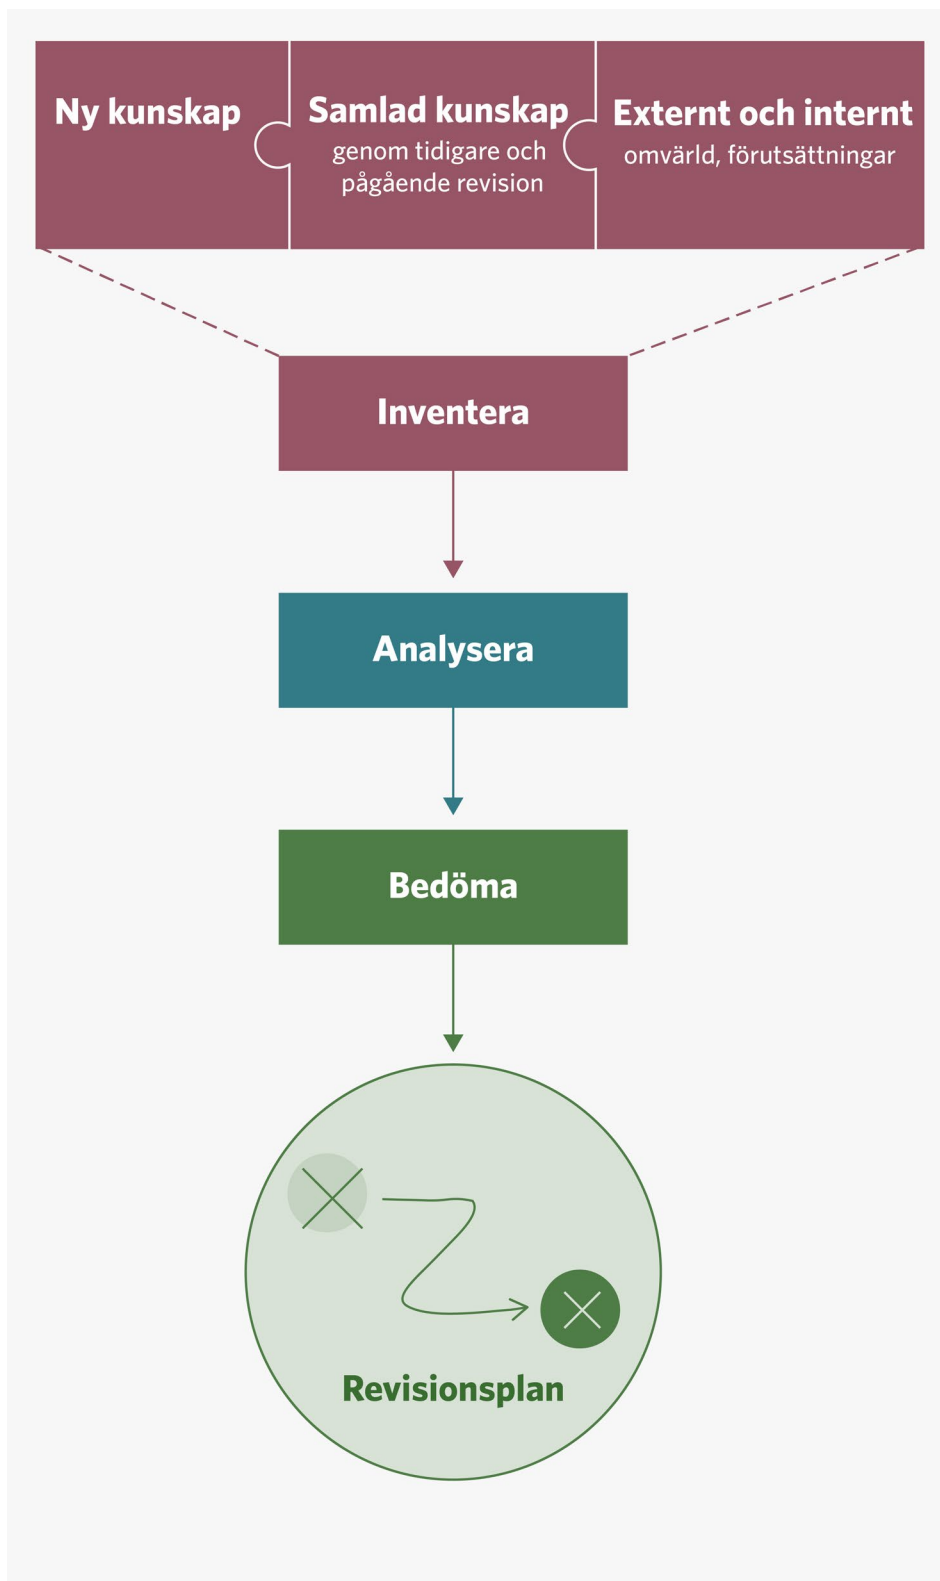 Ny kunskap
Samlad kunskap
genom tidigare och
pågående revision
Externt och internt
omvärld, förutsättningar
Inventera
Analysera
Bedöma
Revisionsplan